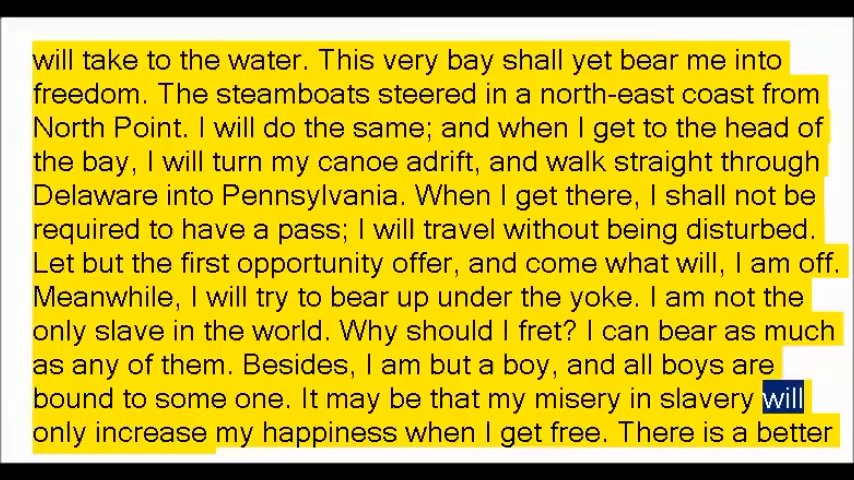 will take to the water. This very bay shall yet bear me into
freedom. The steamboats steered in a north-east coast from
North Point. I will do the same; and when I get to the head of
the bay, I will turn my canoe adrift, and walk straight through
Delaware into Pennsylvania. When I get there, I shall not be
required to have a pass; I will travel without being disturbed.
Let but the first opportunity offer, and come what will, I am off.
Meanwhile, I will try to bear up under the yoke. I am not the
only slave in the world. Why should I fret? I can bear as much
as any of them. Besides, I am but a boy, and all boys are
bound to some one. It may be that my misery in slavery will
only increase my happiness when I get free. There is a better